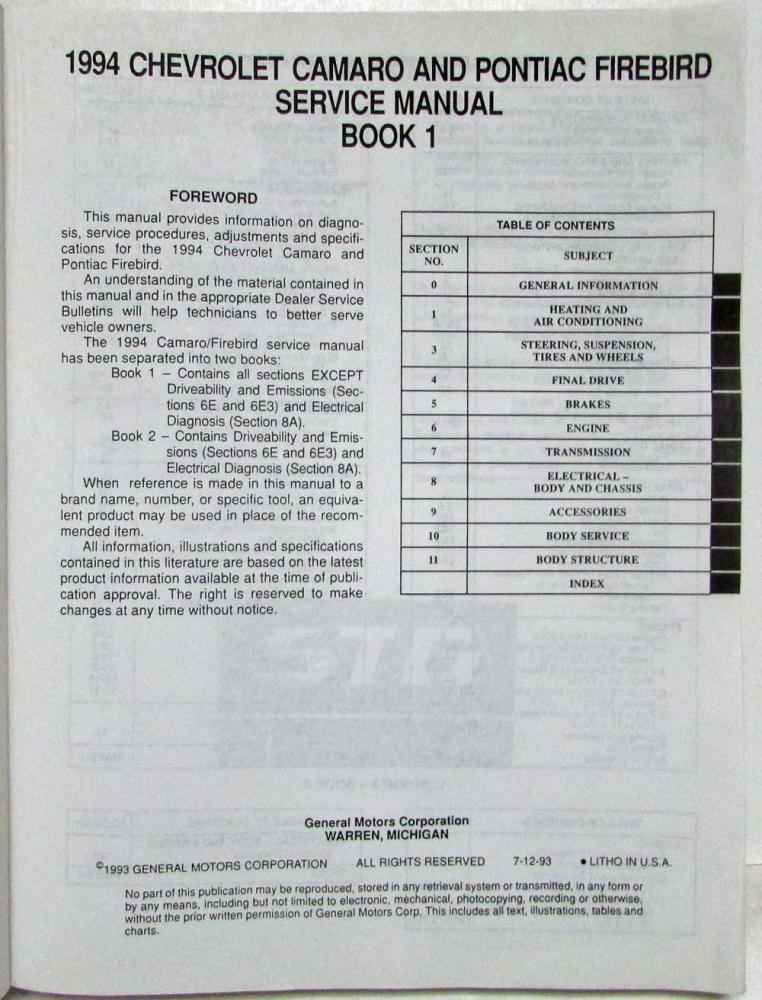 1994 CHEVROLET CAMARO AND PONTIAC FIREBIRD
SERVICE MANUAL
BOOK 1
FOREWORD
This manual provides information on diagno-
sis, service procedures, adjustments and specifi-
cations for the 1994 Chevrolet Camaro and
Pontiac Firebird.
An understanding of the material contained in
this manual and in the appropriate Dealer Service
Bulletins will help technicians to better serve
vehicle owners.
The 1994 Camaro/Firebird service manual
has been separated into two books:
Book 1 – Contains all sections EXCEPT
Driveability and Emissions (Sec-
tions 6E and 6E3) and Electrical
Diagnosis (Section 8A).
Book 2 – Contains Driveability and Emis-
sions (Sections 6E and 6E3) and
Electrical Diagnosis (Section 8A).
When reference is made in this manual to a
brand name, number, or specific tool, an equiva-
lent product may be used in place of the recom-
mended item.
All information, illustrations and specifications
contained in this literature are based on the latest
product information available at the time of publi-
cation approval. The right is reserved to make
changes at any time without notice.
TABLE OF CONTENTS
SECTION NO. SUBJECT
0 GENERAL INFORMATION
1 HEATING AND
AIR CONDITIONING
3 STEERING, SUSPENSION,
TIRES AND WHEELS
4 FINAL DRIVE
5 BRAKES
6 ENGINE
7 TRANSMISSION
8 ELECTRICAL –
BODY AND CHASSIS
9 ACCESSORIES
10 BODY SERVICE
11 BODY STRUCTURE
INDEX
General Motors Corporation
WARREN, MICHIGAN
©1993 GENERAL MOTORS CORPORATION ALL RIGHTS RESERVED 7-12-93 • LITHO IN U.S.A.
No part of this publication may be reproduced, stored in any retrieval system or transmitted, in any form or
by any means, including but not limited to electronic, mechanical, photocopying, recording or otherwise,
without the prior written permission of General Motors Corp. This includes all text, illustrations, tables and
charts.